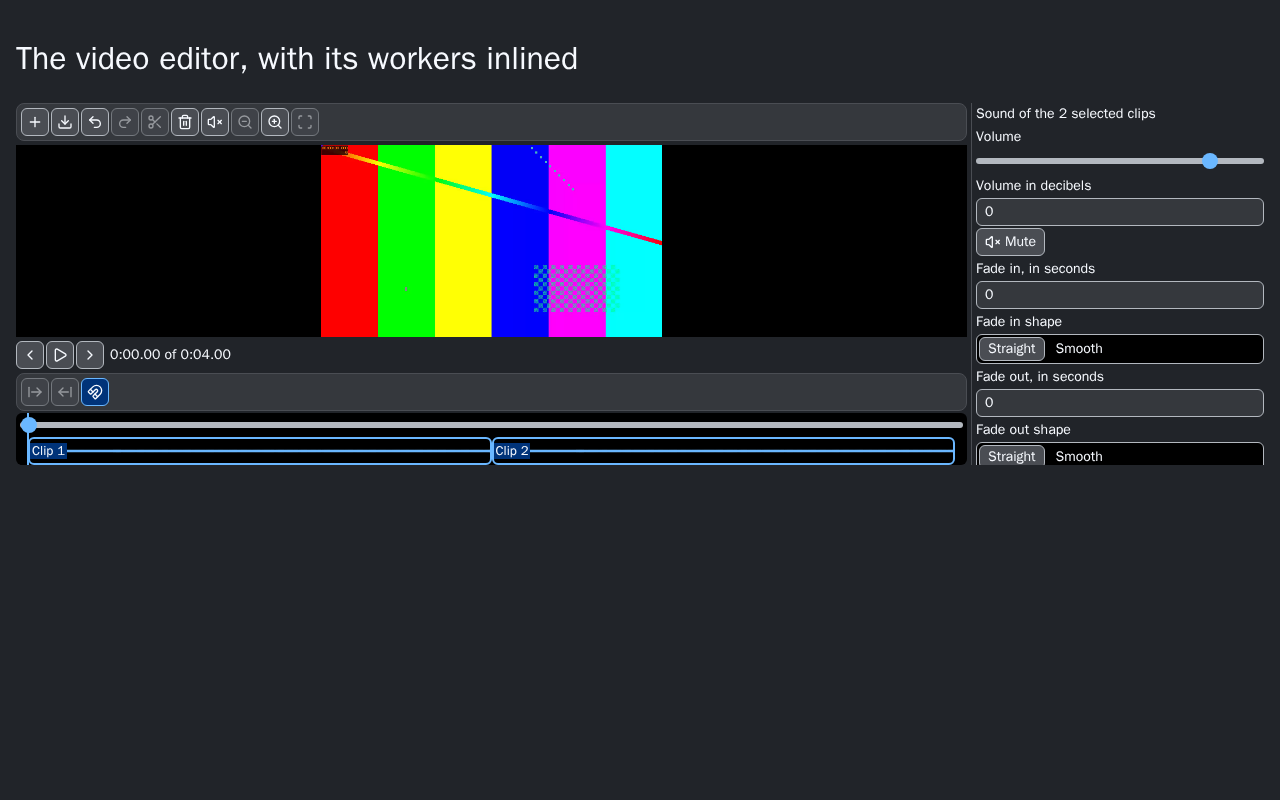 The video editor, with its workers inlined
Sound of the 2 selected clips
Volume
Volume in decibels
0
Mute
Fade in, in seconds
0
Fade in shape
Straight Smooth
Fade out, in seconds
0
Fade out shape
Straight Smooth
0:00.00 of 0:04.00
Clip 1 Clip 2